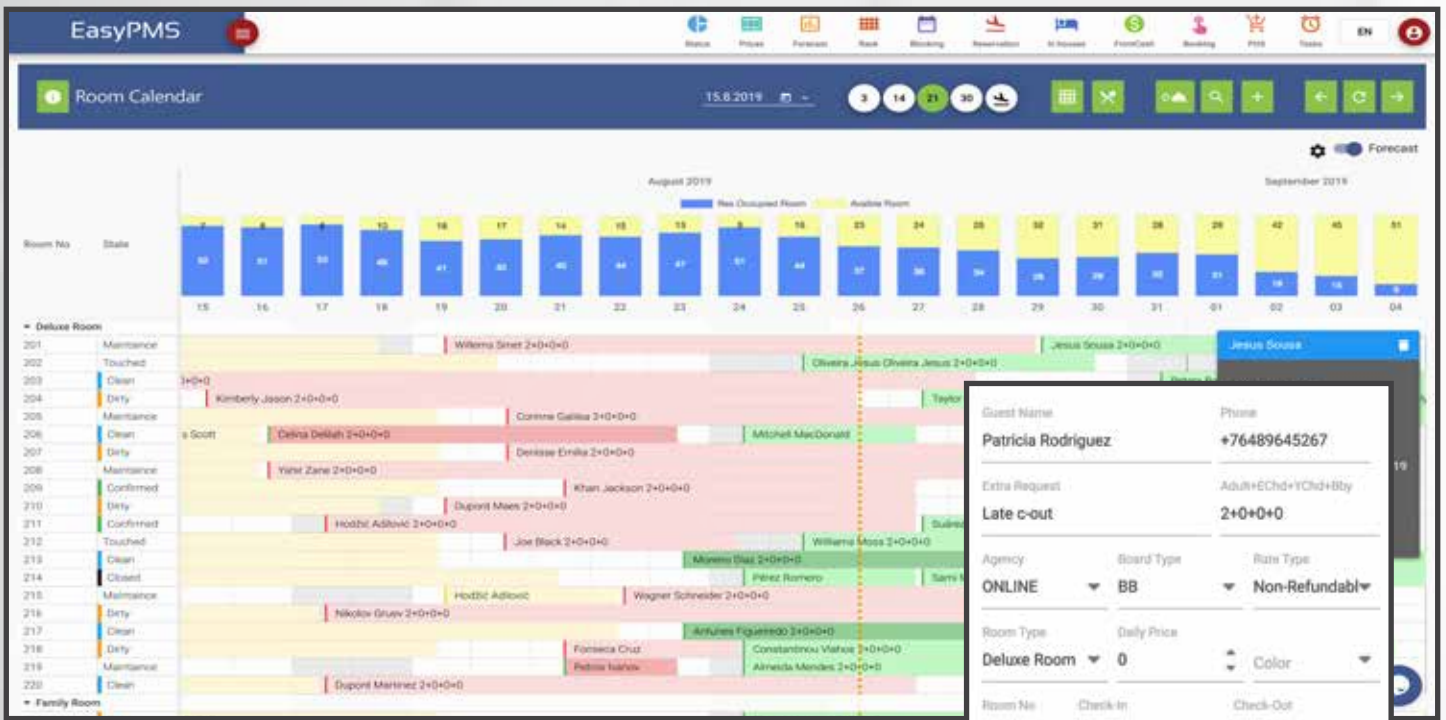 EasyPMS
Status Prices Forecast Rack Blocking Reservation In houses FrontCash Booking POS Tasks EN
Room Calendar 15.8.2019 3 14 21 30
Forecast
August 2019 September 2019
Res Occupied Room Avaible Room
Room No State
15 16 17 18 19 20 21 22 23 24 25 26 27 28 29 30 31 01 02 03 04
Deluxe Room
201 Maintaince Willems Smet 2+0+0+0 Jesus Sousa 2+0+0+0 Jesus Sousa
202 Touched Oliveira Jesus Oliveira Jesus 2+0+0+0
203 Clean
204 Dirty Kimberly Jason 2+0+0+0 Taylor
205 Maintaince Corinne Galilea 2+0+0+0
206 Clean s Scott Celina Delilah 2+0+0+0 Mitchell MacDonald
207 Dirty Denisse Emilia 2+0+0+0
208 Maintaince Zane 2+0+0+0
209 Confirmed Khan Jackson 2+0+0+0
210 Dirty Dupont Maes 2+0+0+0
211 Confirmed Hodžić Adilović 2+0+0+0
212 Touched Joe Black 2+0+0+0 Williams Moss 2+0+0+0
213 Clean Moreno Diaz 2+0+0+0
214 Closed Pérez Romero Sami
215 Maintaince Hodžić Adilović Wagner Schneider 2+0+0+0
216 Dirty Nikolov Gruev 2+0+0+0
217 Clean Antunes Figueiredo 2+0+0+0
218 Dirty Fonseca Cruz Constantinou Vlahos 2+0+0+0
219 Maintaince Petrov Ivanov Almeida Mendes 2+0+0+0
220 Clean Dupont Martinez 2+0+0+0
Family Room
19
Guest Name Phone
Patricia Rodriguez +76489645267
Extra Request Adult+EChd+YChd+Bby
Late c-out 2+0+0+0
Agency Board Type Rate Type
ONLINE BB Non-Refundabl
Room Type Daily Price
Deluxe Room 0 Color
Room No Check-In Check-Out